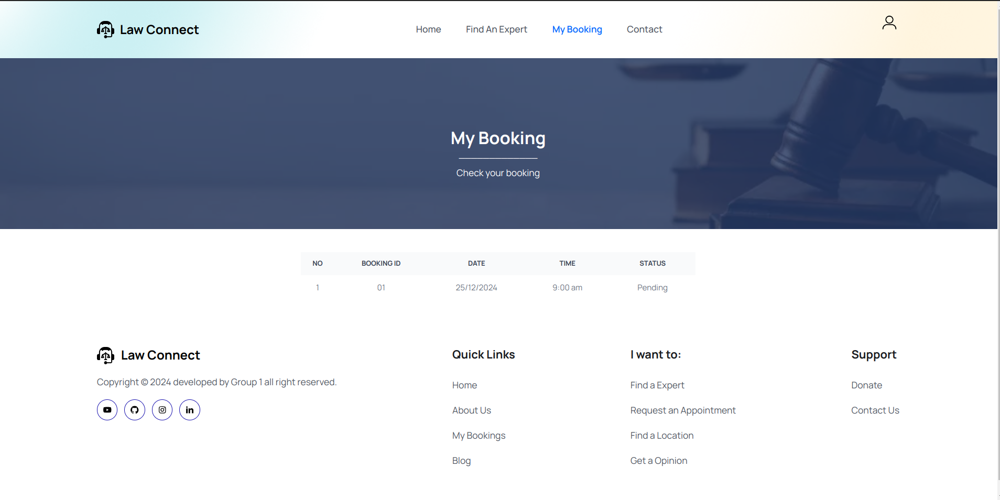 Law Connect
Home Find An Expert My Booking Contact
My Booking
Check your booking
NO BOOKING ID DATE TIME STATUS
1 01 25/12/2024 9:00 am Pending
Law Connect
Copyright © 2024 developed by Group 1 all right reserved.
Quick Links
Home
About Us
My Bookings
Blog
I want to:
Find a Expert
Request an Appointment
Find a Location
Get a Opinion
Support
Donate
Contact Us